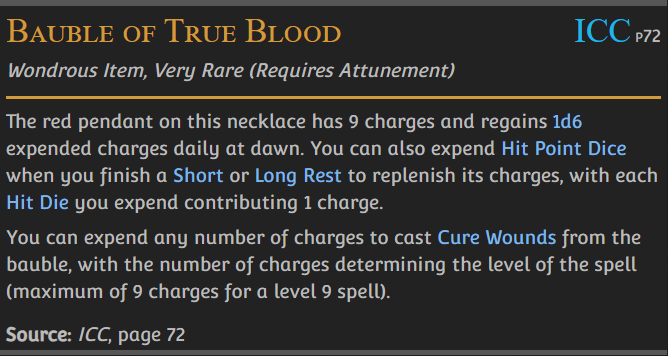 Bauble of True Blood ICC p72
Wondrous Item, Very Rare (Requires Attunement)
The red pendant on this necklace has 9 charges and regains 1d6
expended charges daily at dawn. You can also expend Hit Point Dice
when you finish a Short or Long Rest to replenish its charges, with each
Hit Die you expend contributing 1 charge.
You can expend any number of charges to cast Cure Wounds from the
bauble, with the number of charges determining the level of the spell
(maximum of 9 charges for a level 9 spell).
Source: ICC, page 72